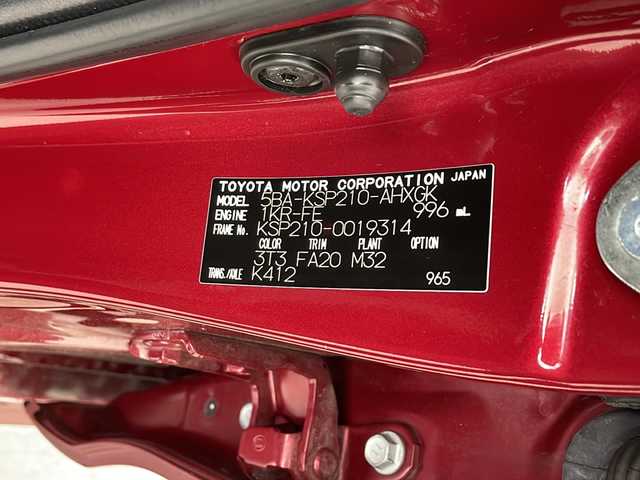 TOYOTA MOTOR CORPORATION JAPAN
MODEL 5BA-KSP210-AHXGK
ENGINE 1KR-FE 996 mL
FRAME No. KSP210-0019314
COLOR TRIM PLANT OPTION
3T3 FA20 M32
TRANS./AXLE K412 965